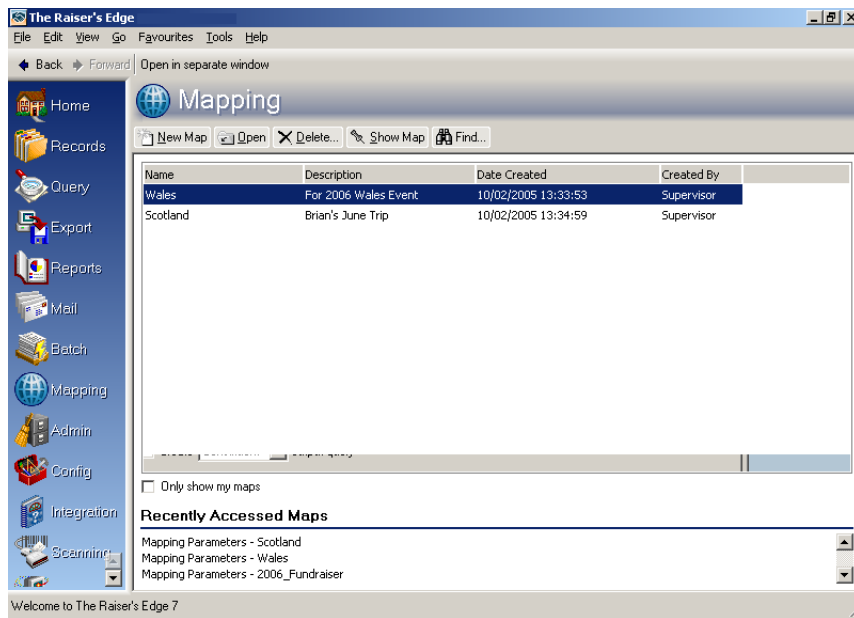 The Raiser's Edge
File Edit View Go Favourites Tools Help
Back Forward Open in separate window
Mapping
New Map Open Delete... Show Map Find...
Home
Records
Query
Export
Reports
Mail
Batch
Mapping
Admin
Config
Integration
Scanning
Name Description Date Created Created By
Wales For 2006 Wales Event 10/02/2005 13:33:53 Supervisor
Scotland Brian's June Trip 10/02/2005 13:34:59 Supervisor
Only show my maps
Recently Accessed Maps
Mapping Parameters - Scotland
Mapping Parameters - Wales
Mapping Parameters - 2006_Fundraiser
Welcome to The Raiser's Edge 7